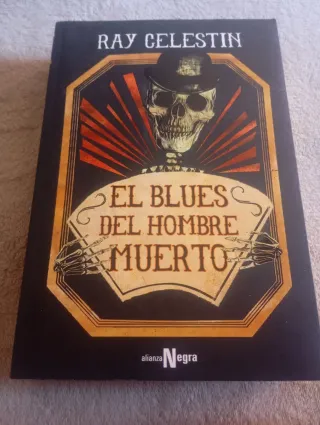 RAY CELESTIN
EL BLUES
DEL HOMBRE
MUERTO
alianza Negra